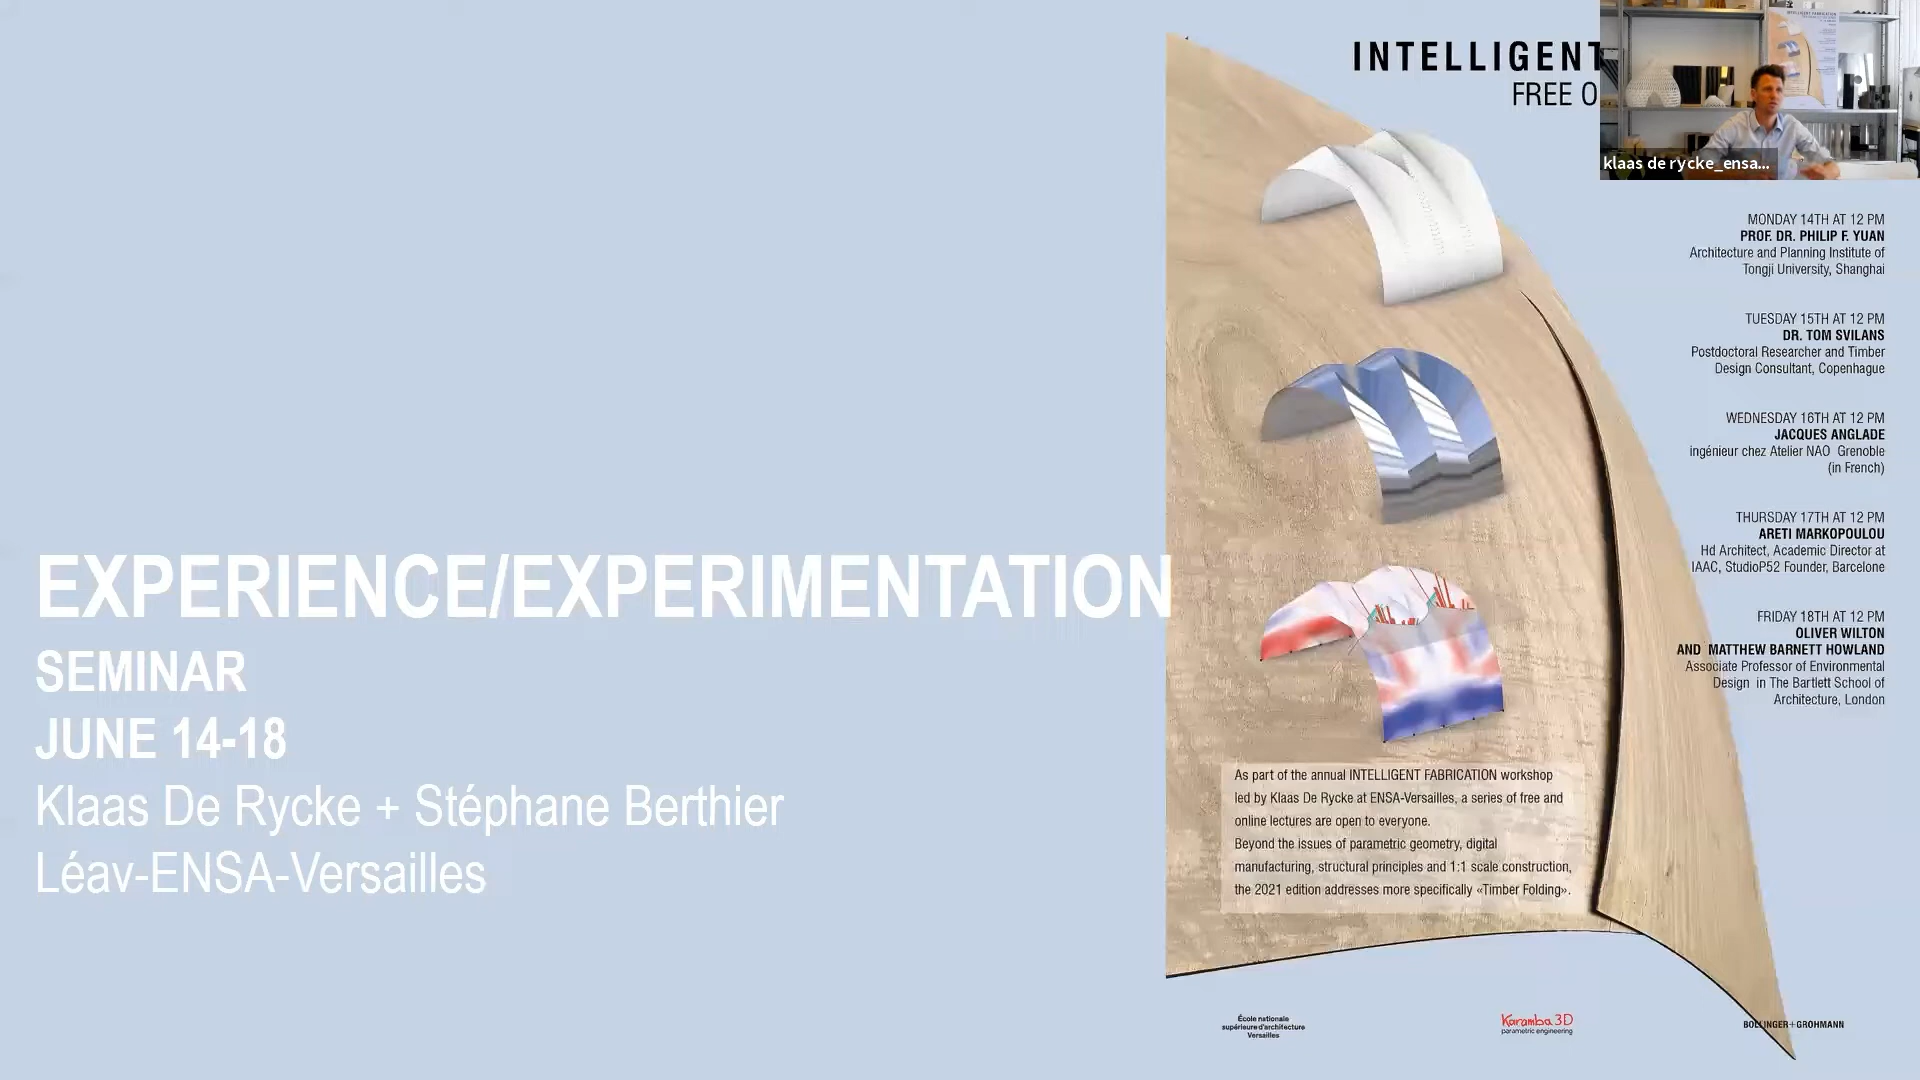 EXPERIENCE/EXPERIMENTATION
SEMINAR
JUNE 14-18
Klaas De Rycke + Stéphane Berthier
Léav-ENSA-Versailles
INTELLIGENT
FREE O
klaas de rycke_ensa...
MONDAY 14TH AT 12 PM
PROF. DR. PHILIP F. YUAN
Architecture and Planning Institute of
Tongji University, Shanghai
TUESDAY 15TH AT 12 PM
DR. TOM SVILANS
Postdoctoral Researcher and Timber
Design Consultant, Copenhague
WEDNESDAY 16TH AT 12 PM
JACQUES ANGLADE
ingénieur chez Atelier NAO Grenoble
(in French)
THURSDAY 17TH AT 12 PM
ARETI MARKOPOULOU
Hd Architect, Academic Director at
IAAC, StudioP52 Founder, Barcelone
FRIDAY 18TH AT 12 PM
OLIVER WILTON
AND MATTHEW BARNETT HOWLAND
Associate Professor of Environmental
Design in The Bartlett School of
Architecture, London
As part of the annual INTELLIGENT FABRICATION workshop
led by Klaas De Rycke at ENSA-Versailles, a series of free and
online lectures are open to everyone.
Beyond the issues of parametric geometry, digital
manufacturing, structural principles and 1:1 scale construction,
the 2021 edition addresses more specifically «Timber Folding».
École nationale
supérieure d'architecture
Versailles
Karamba 3D
parametric engineering
BOLLINGER+GROHMANN